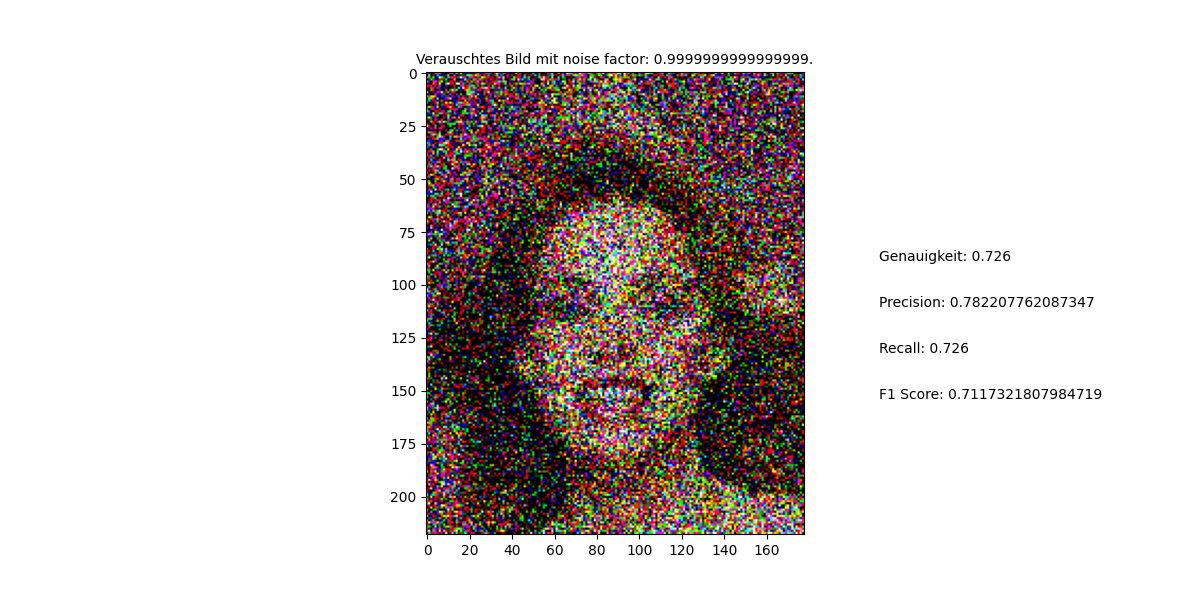 Verauschtes Bild mit noise factor: 0.9999999999999999.
0
25
50
75
100
125
150
175
200
0 20 40 60 80 100 120 140 160
Genauigkeit: 0.726
Precision: 0.782207762087347
Recall: 0.726
F1 Score: 0.7117321807984719